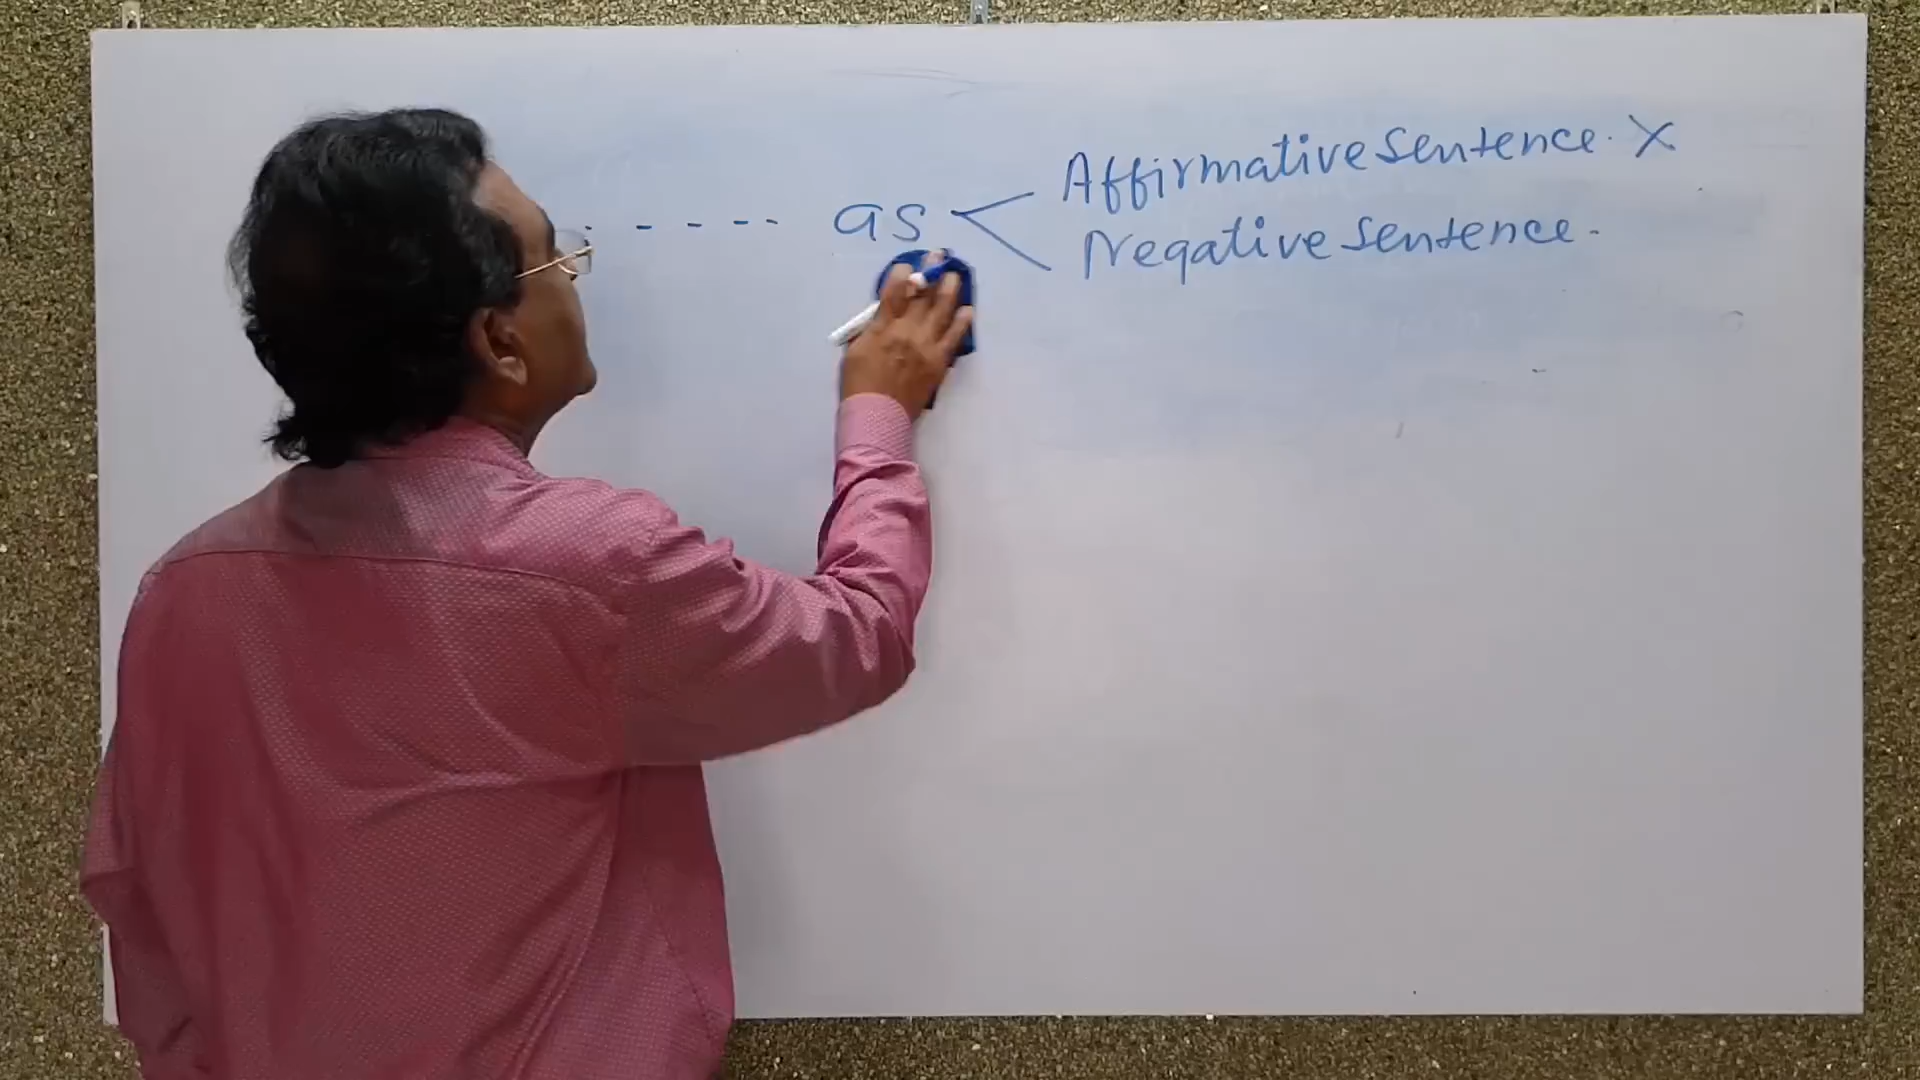 Affirmative Sentence. X
- - - - - as
Negative Sentence.